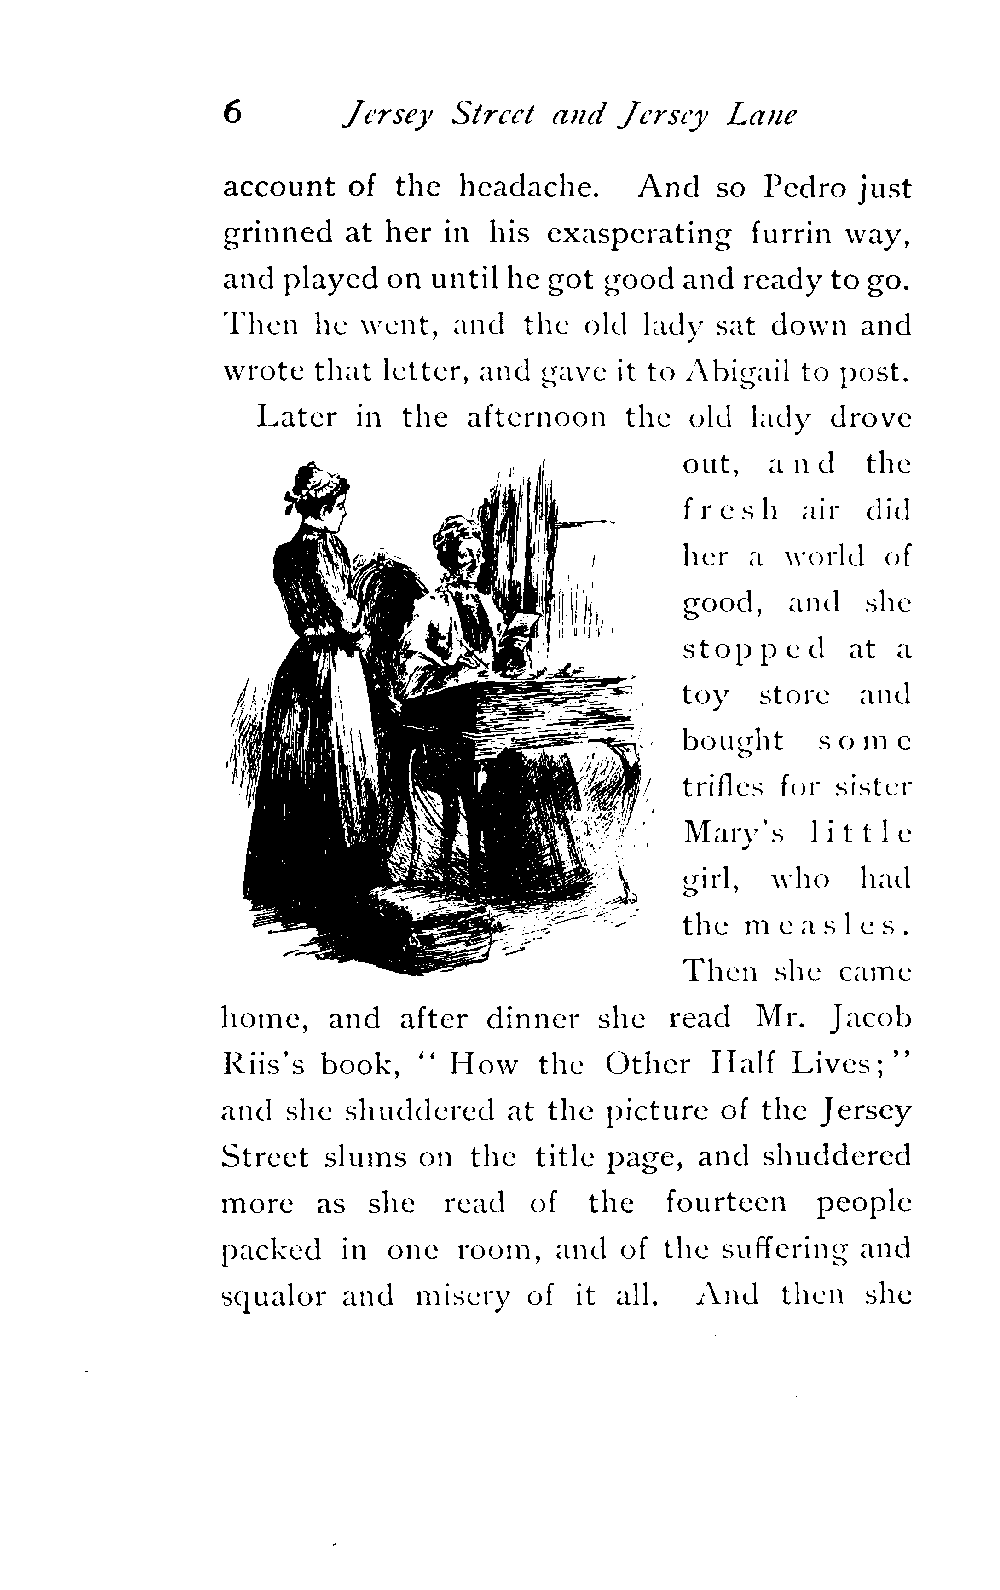 6 Jersey Street and Jersey Lane
account of the headache. And so Pedro just
grinned at her in his exasperating furrin way,
and played on until he got good and ready to go.
Then he went, and the old lady sat down and
wrote that letter, and gave it to Abigail to post.
Later in the afternoon the old lady drove
out, and the
fresh air did
her a world of
good, and she
stopped at a
toy store and
bought some
trifles for sister
Mary's little
girl, who had
the measles.
Then she came
home, and after dinner she read Mr. Jacob
Riis's book, " How the Other Half Lives; "
and she shuddered at the picture of the Jersey
Street slums on the title page, and shuddered
more as she read of the fourteen people
packed in one room, and of the suffering and
squalor and misery of it all. And then she